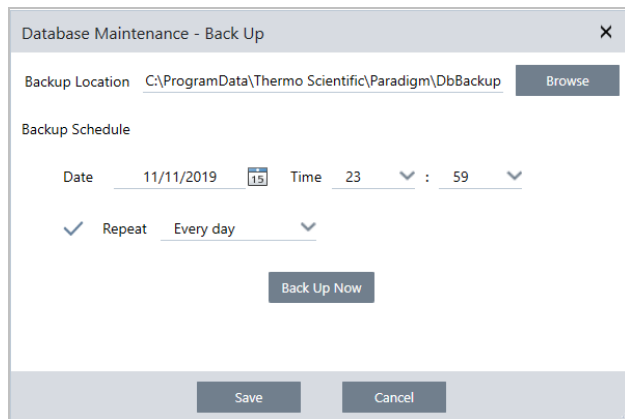 Database Maintenance - Back Up
Backup Location C:\ProgramData\Thermo Scientific\Paradigm\DbBackup Browse
Backup Schedule
Date 11/11/2019 15 Time 23 : 59
Repeat Every day
Back Up Now
Save Cancel